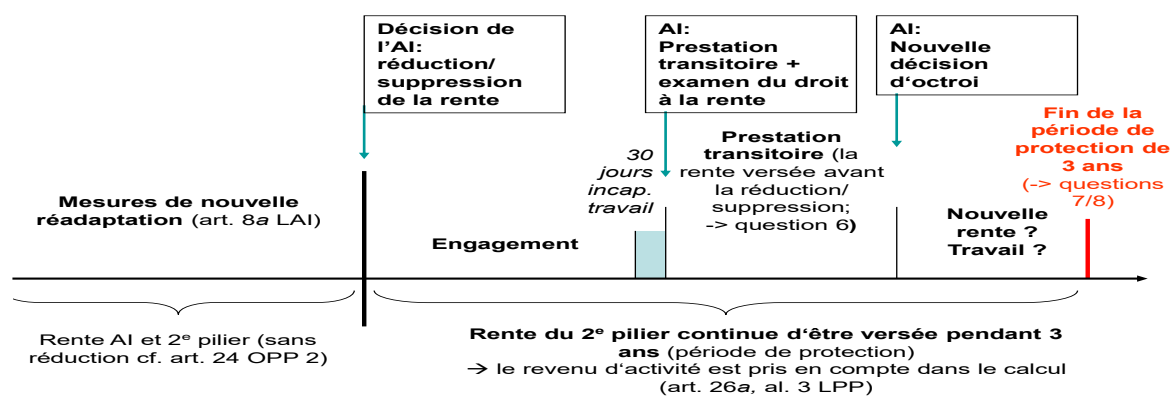 Décision de
l'AI:
réduction/
suppression
de la rente
AI:
Prestation
transitoire +
examen du droit
à la rente
AI:
Nouvelle
décision
d'octroi
Fin de la
période de
protection de
3 ans
(-> questions
7/8)
30
jours
incap.
travail
Prestation
transitoire (la
rente versée avant
la réduction/
suppression;
-> question 6)
Mesures de nouvelle
réadaptation (art. 8a LAI)
Engagement
Nouvelle
rente ?
Travail ?
Rente AI et 2e pilier (sans
réduction cf. art. 24 OPP 2)
Rente du 2e pilier continue d'être versée pendant 3
ans (période de protection)
→ le revenu d'activité est pris en compte dans le calcul
(art. 26a, al. 3 LPP)